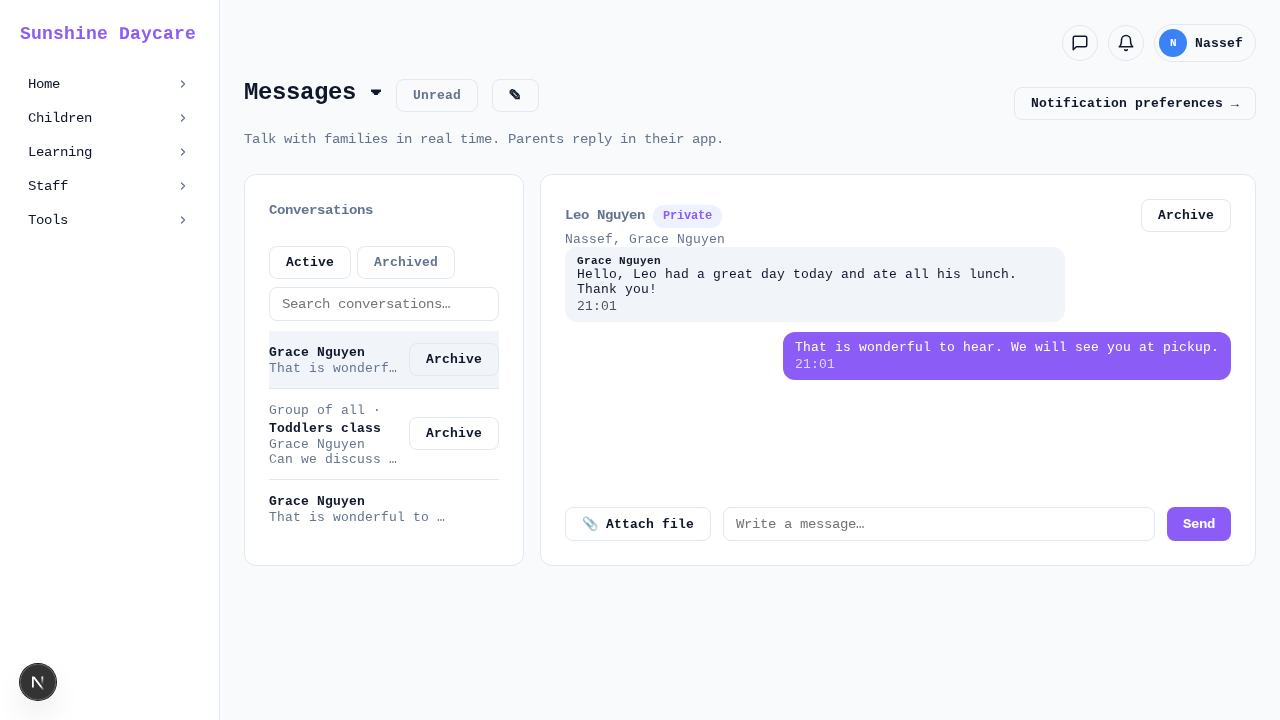 Sunshine Daycare
Home
Children
Learning
Staff
Tools
N Nassef
Messages
Unread
Notification preferences →
Talk with families in real time. Parents reply in their app.
Conversations
Active
Archived
Search conversations…
Grace Nguyen
That is wonderf…
Archive
Group of all ·
Toddlers class
Grace Nguyen
Can we discuss …
Archive
Grace Nguyen
That is wonderful to …
Leo Nguyen Private
Nassef, Grace Nguyen
Archive
Grace Nguyen
Hello, Leo had a great day today and ate all his lunch.
Thank you!
21:01
That is wonderful to hear. We will see you at pickup.
21:01
📎 Attach file
Write a message…
Send
N